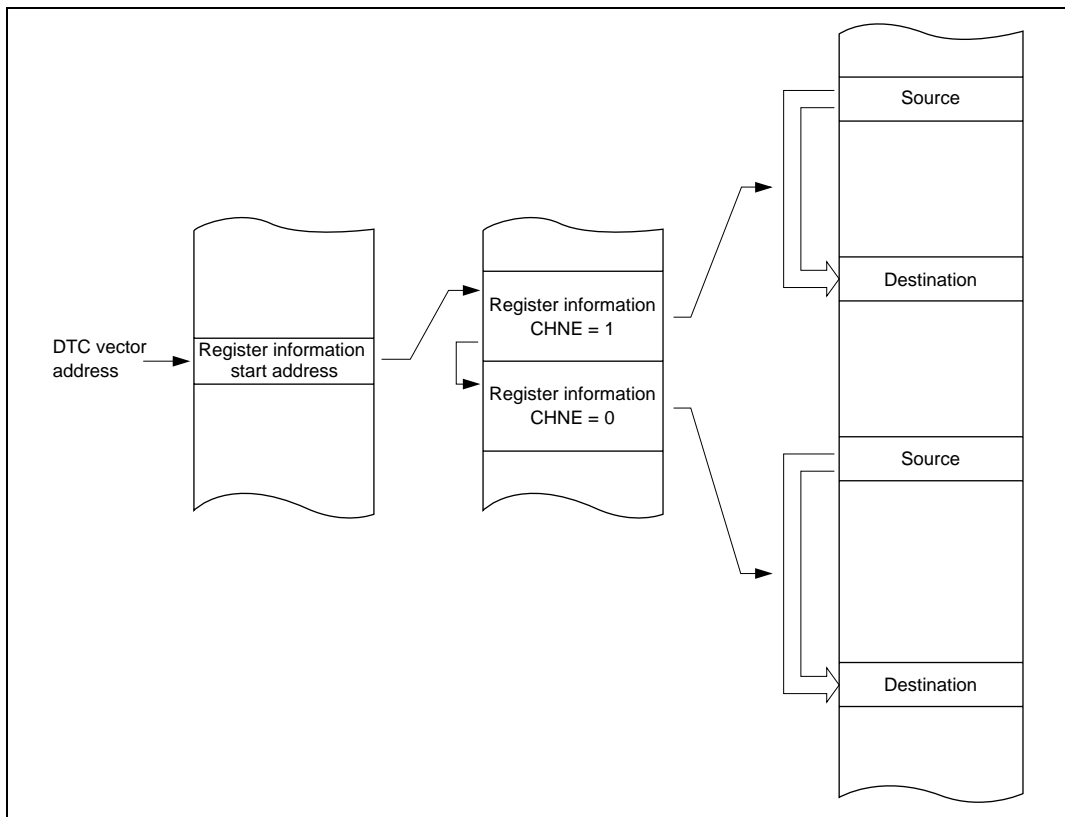 DTC vector
address
Register information
start address
Register information
CHNE = 1
Register information
CHNE = 0
Source
Destination
Source
Destination